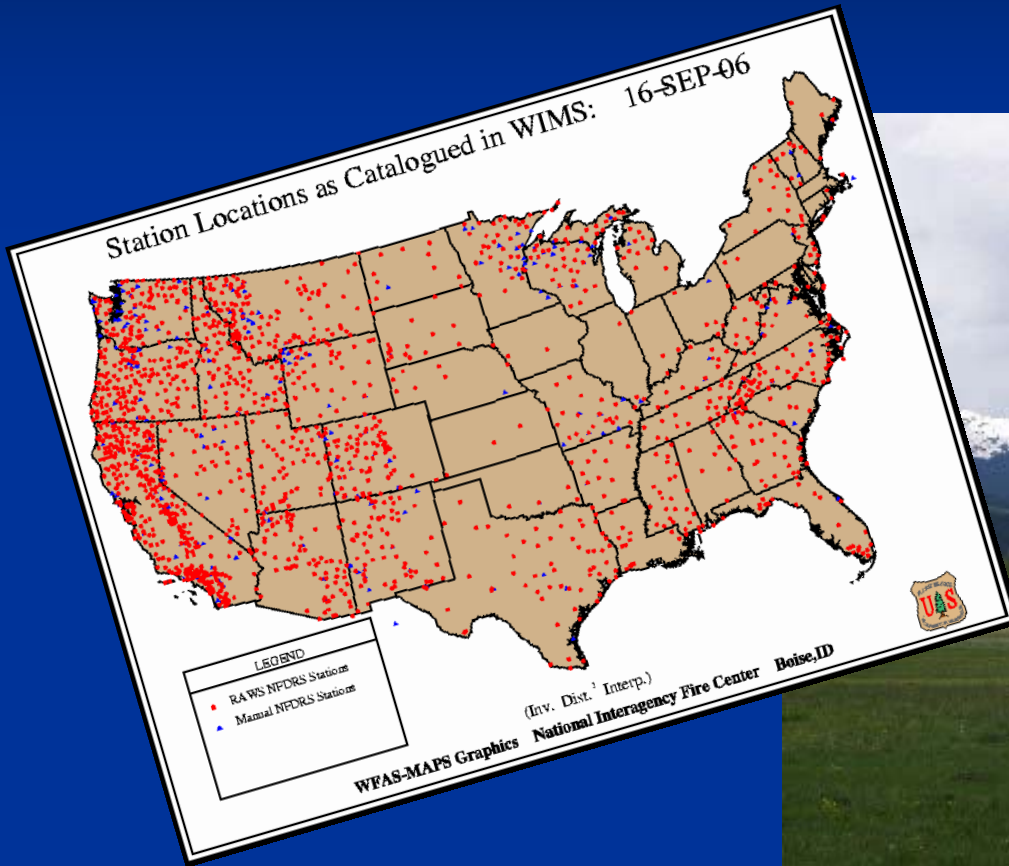 Station Locations as Catalogued in WIMS: 16-SEP-06
LEGEND
RAWS NFDRS Stations
Manual NFDRS Stations
(Inv. Dist.² Interp.)
WFAS-MAPS Graphics National Interagency Fire Center Boise,ID
US